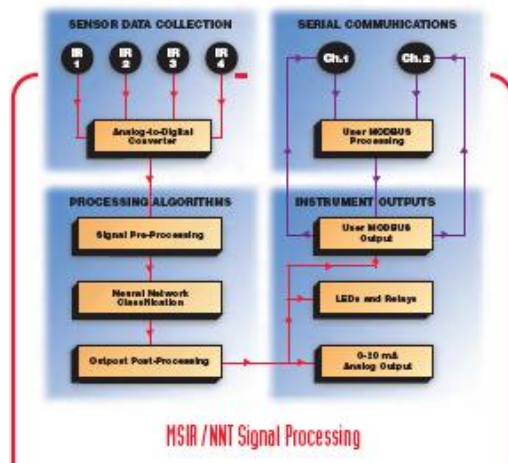 SENSOR DATA COLLECTION
IR
1
IR
2
IR
3
IR
4
Analog-to-Digital
Converter
SERIAL COMMUNICATIONS
Ch.1
Ch.2
User MODBUS
Processing
PROCESSING ALGORITHMS
Signal Pre-Processing
Neural Network
Classification
Outpost Post-Processing
INSTRUMENT OUTPUTS
User MODBUS
Output
LEDs and Relays
0-20 mA
Analog Output
MSIR / NNT Signal Processing